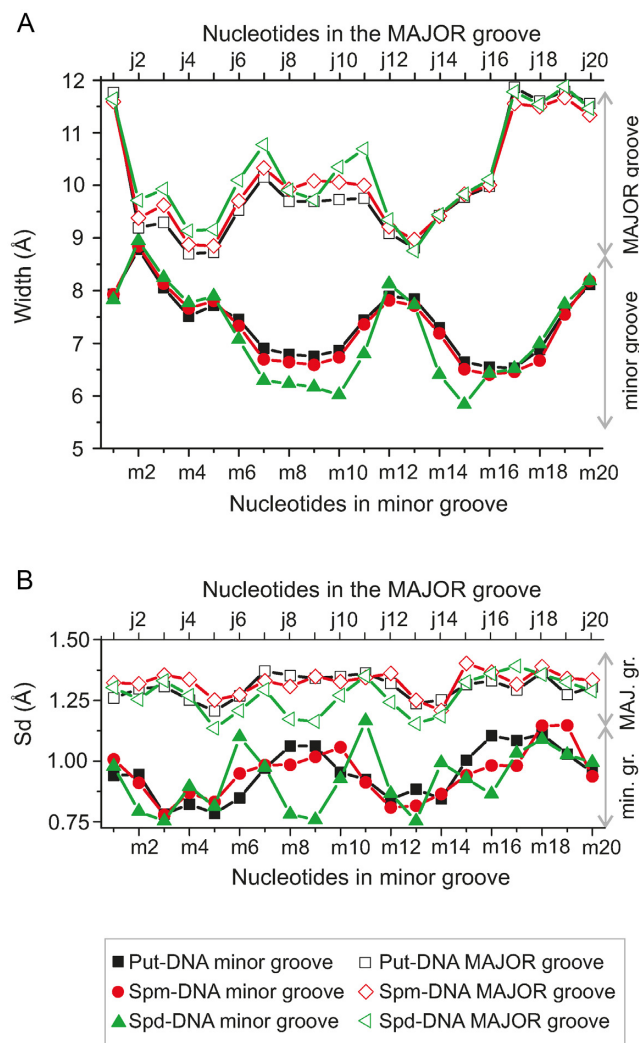 A
Nucleotides in the MAJOR groove
j2 j4 j6 j8 j10 j12 j14 j16 j18 j20
12
11
10
9
8
7
6
5
Width (Å)
MAJOR groove
minor groove
m2 m4 m6 m8 m10 m12 m14 m16 m18 m20
Nucleotides in minor groove
B
Nucleotides in the MAJOR groove
j2 j4 j6 j8 j10 j12 j14 j16 j18 j20
1.50
1.25
1.00
0.75
Sd (Å)
MAJ. gr.
min. gr.
m2 m4 m6 m8 m10 m12 m14 m16 m18 m20
Nucleotides in minor groove
Put-DNA minor groove Put-DNA MAJOR groove
Spm-DNA minor groove Spm-DNA MAJOR groove
Spd-DNA minor groove Spd-DNA MAJOR groove